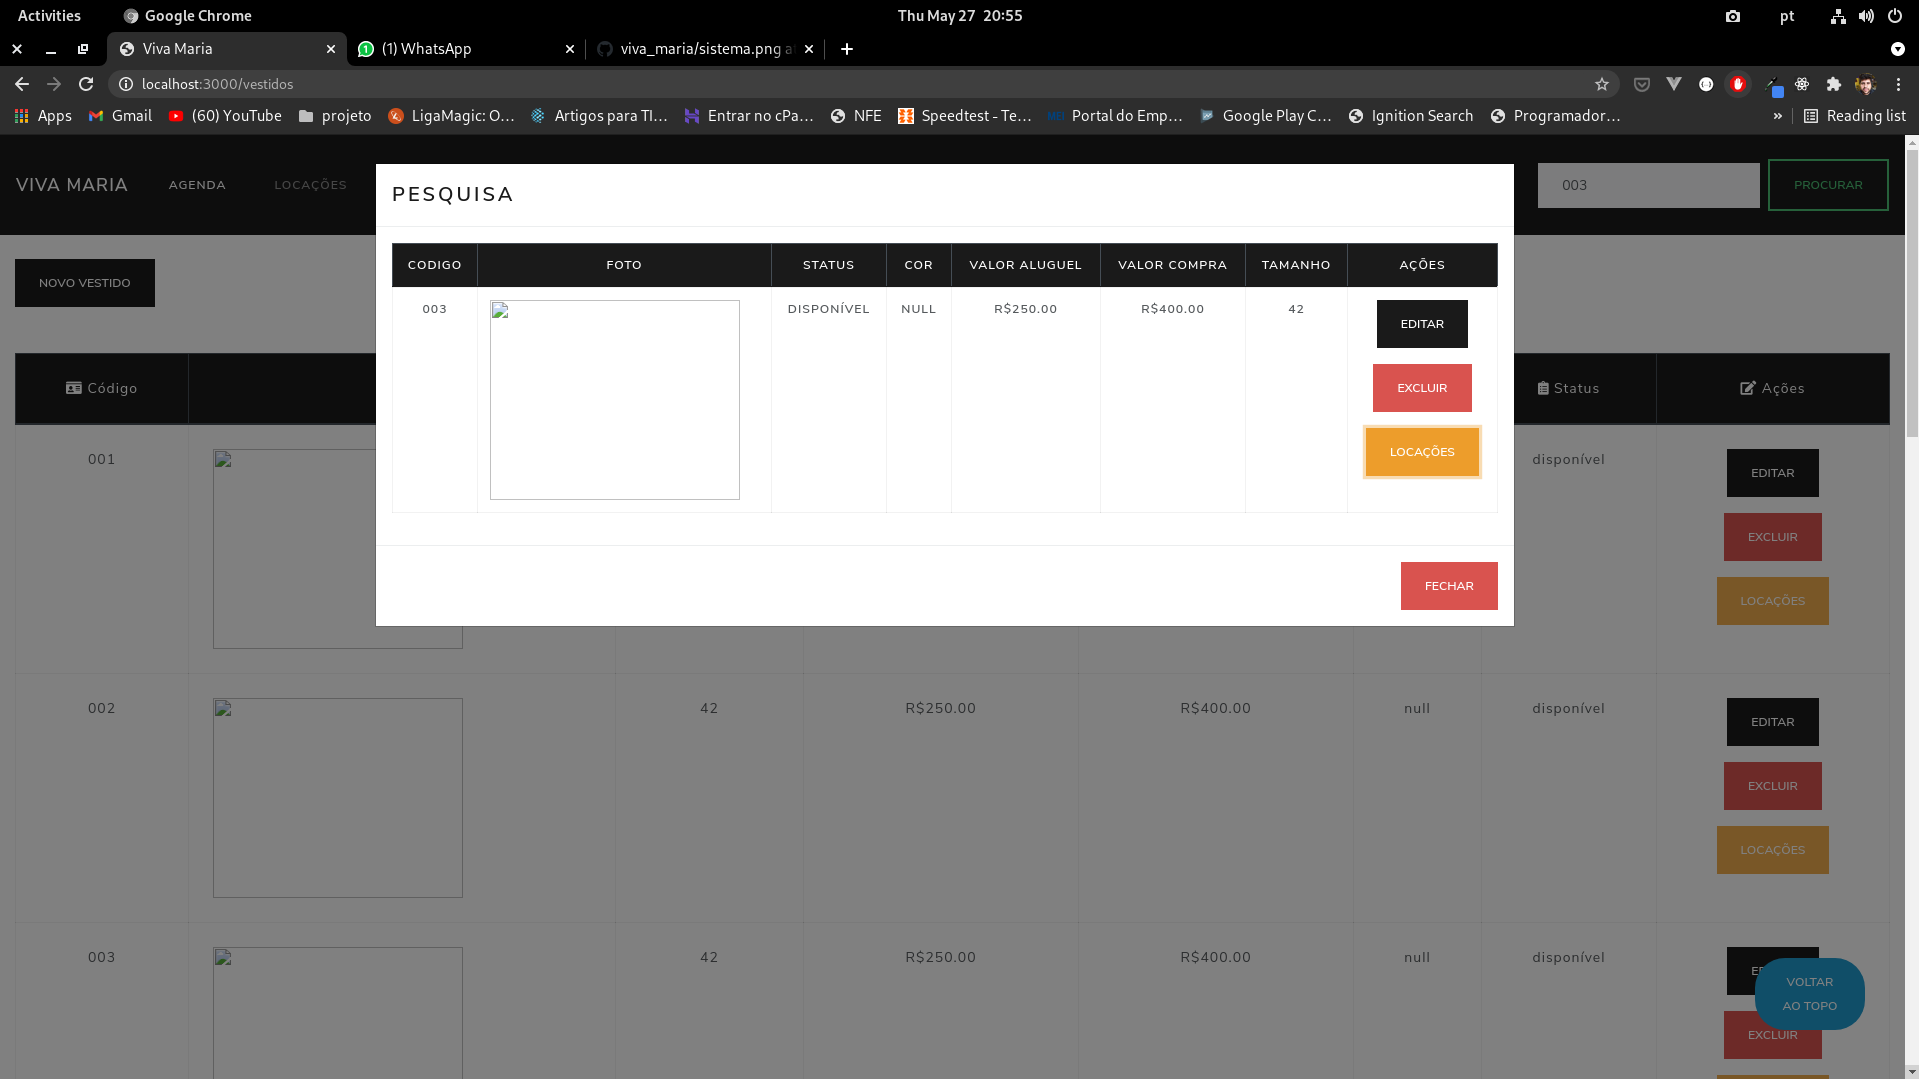 Activities Google Chrome Thu May 27 20:55 pt
Viva Maria (1) WhatsApp viva_maria/sistema.png a
localhost:3000/vestidos
Apps Gmail (60) YouTube projeto LigaMagic: O… Artigos para TI… Entrar no cPa… NFE Speedtest - Te… Portal do Emp… Google Play C… Ignition Search Programador… » Reading list
VIVA MARIA AGENDA LOCAÇÕES 003 PROCURAR
PESQUISA
CODIGO FOTO STATUS COR VALOR ALUGUEL VALOR COMPRA TAMANHO AÇÕES
003 DISPONÍVEL NULL R$250.00 R$400.00 42 EDITAR
EXCLUIR
LOCAÇÕES
FECHAR
NOVO VESTIDO
Código Status Ações
001 disponível EDITAR
EXCLUIR
LOCAÇÕES
002 42 R$250.00 R$400.00 null disponível EDITAR
EXCLUIR
LOCAÇÕES
003 42 R$250.00 R$400.00 null disponível
EXCLUIR
VOLTAR
AO TOPO